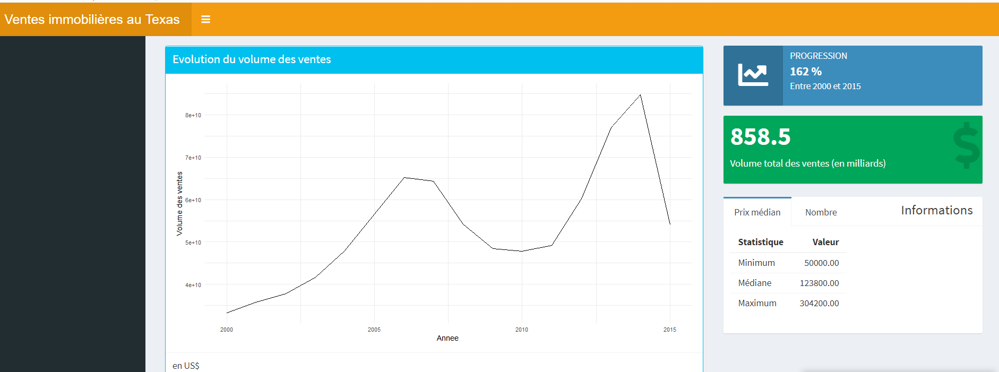 Ventes immobilières au Texas
Evolution du volume des ventes
8e+10
7e+10
6e+10
5e+10
4e+10
Volume des ventes
2000
2005
2010
2015
Annee
en US$
PROGRESSION
162 %
Entre 2000 et 2015
858.5
$
Volume total des ventes (en milliards)
Prix médian Nombre Informations
Statistique Valeur
Minimum 50000.00
Médiane 123800.00
Maximum 304200.00